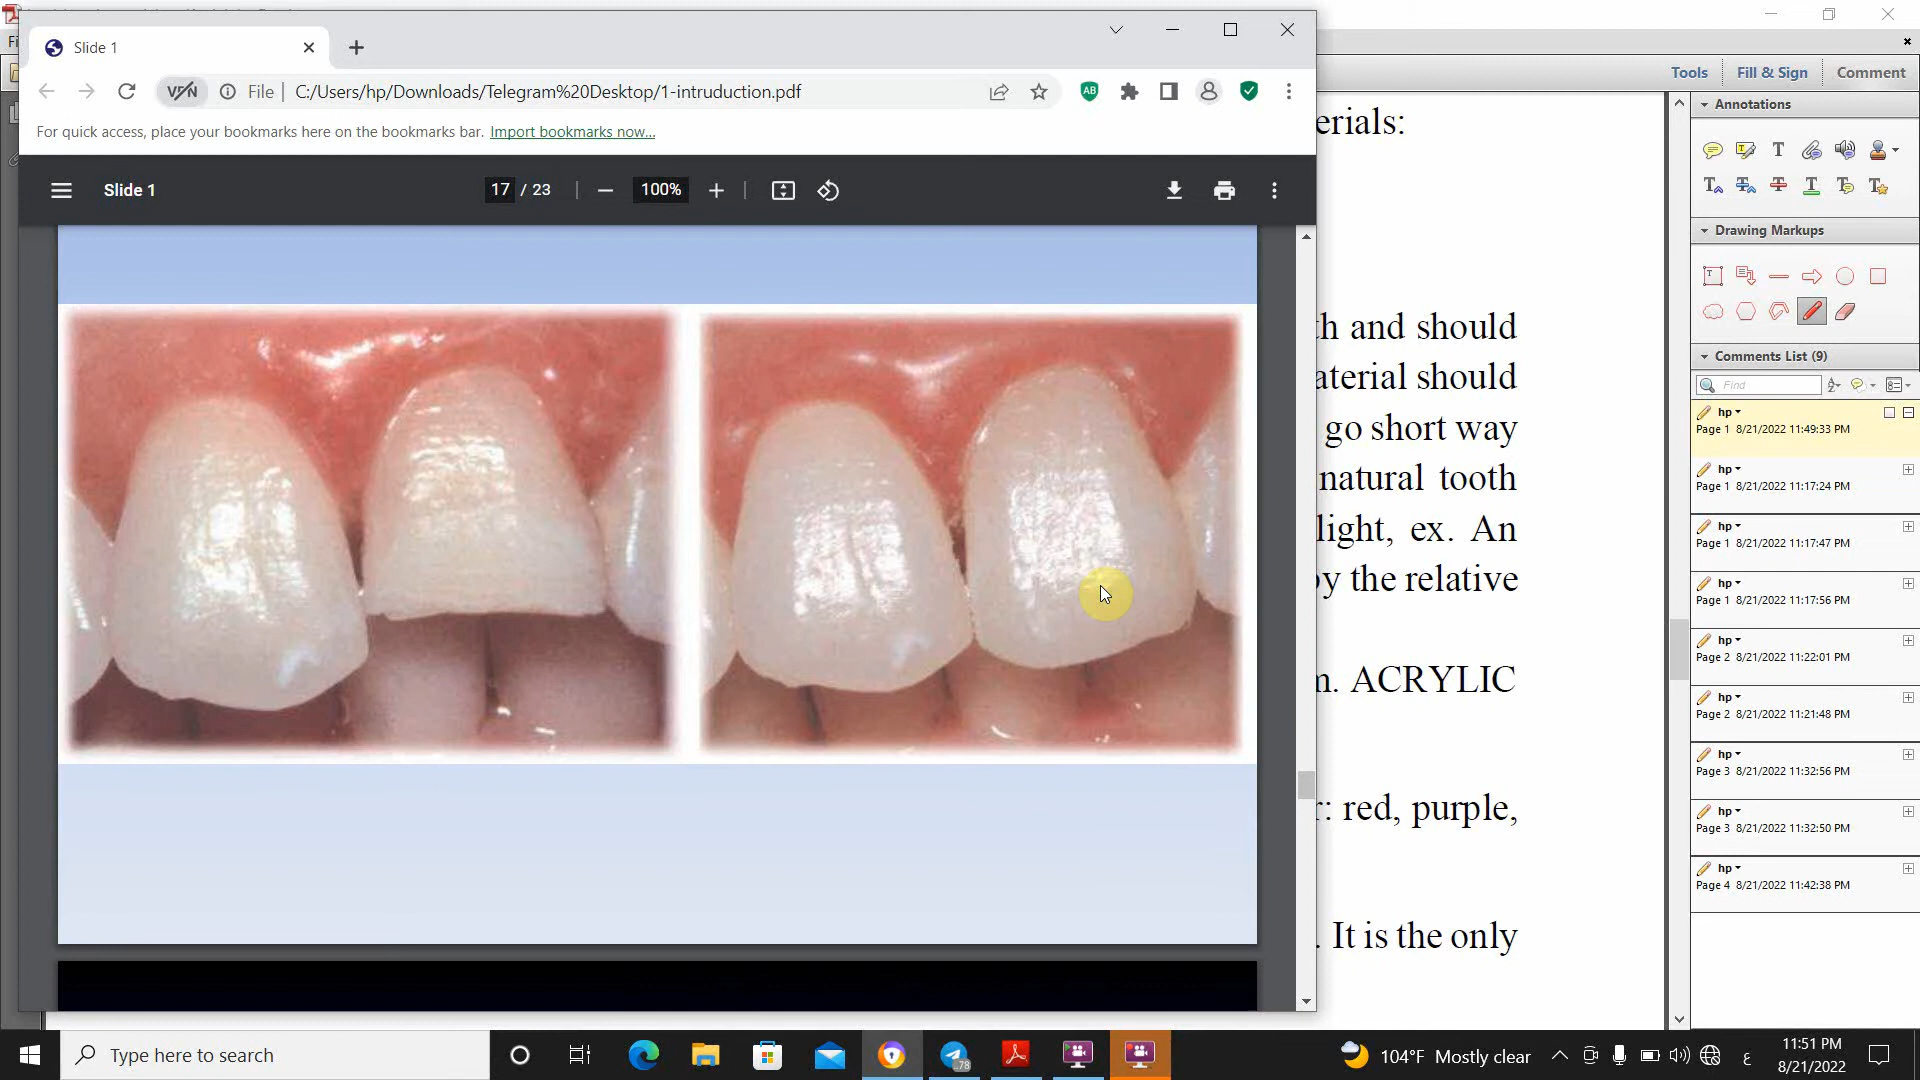 Slide 1
File
C:/Users/hp/Downloads/Telegram%20Desktop/1-intruduction.pdf
For quick access, place your bookmarks here on the bookmarks bar. Import bookmarks now...
Slide 1
17 / 23
100%
Tools
Fill & Sign
Comment
erials:
th and should
aterial should
go short way
natural tooth
light, ex. An
by the relative
n. ACRYLIC
r: red, purple,
. It is the only
Annotations
Drawing Markups
Comments List (9)
Find
hp
Page 1 8/21/2022 11:49:33 PM
hp
Page 1 8/21/2022 11:17:24 PM
hp
Page 1 8/21/2022 11:17:47 PM
hp
Page 1 8/21/2022 11:17:56 PM
hp
Page 2 8/21/2022 11:22:01 PM
hp
Page 2 8/21/2022 11:21:48 PM
hp
Page 3 8/21/2022 11:32:56 PM
hp
Page 3 8/21/2022 11:32:50 PM
hp
Page 4 8/21/2022 11:42:38 PM
Type here to search
78
104°F Mostly clear
ع
11:51 PM
8/21/2022